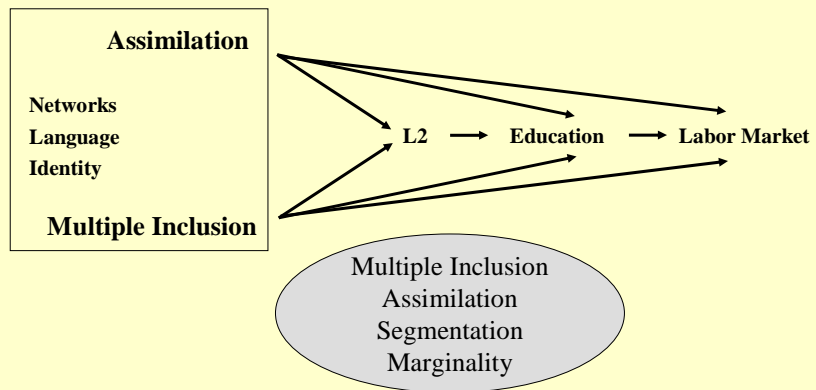 Assimilation
Networks
Language
Identity
Multiple Inclusion
L2 Education Labor Market
Multiple Inclusion
Assimilation
Segmentation
Marginality